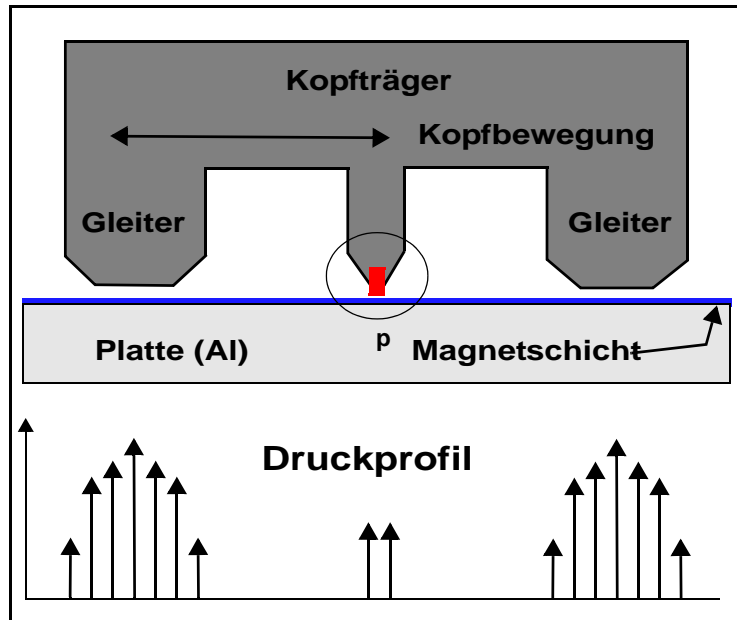 Kopfträger
Kopfbewegung
Gleiter
Gleiter
p
Platte (Al)
Magnetschicht
Druckprofil